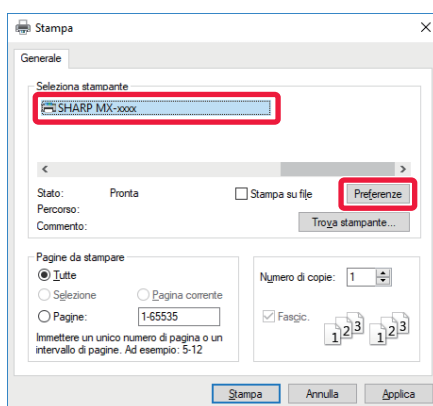 Stampa
Generale
Seleziona stampante
SHARP MX-xxxx
Stato: Pronta
Stampa su file
Preferenze
Percorso:
Commento:
Trova stampante...
Pagine da stampare
Tutte
Selezione Pagina corrente
Pagine: 1-65535
Immettere un unico numero di pagina o un
intervallo di pagine. Ad esempio: 5-12
Numero di copie: 1
Fascic.
1 2 3 1 2 3
Stampa Annulla Applica